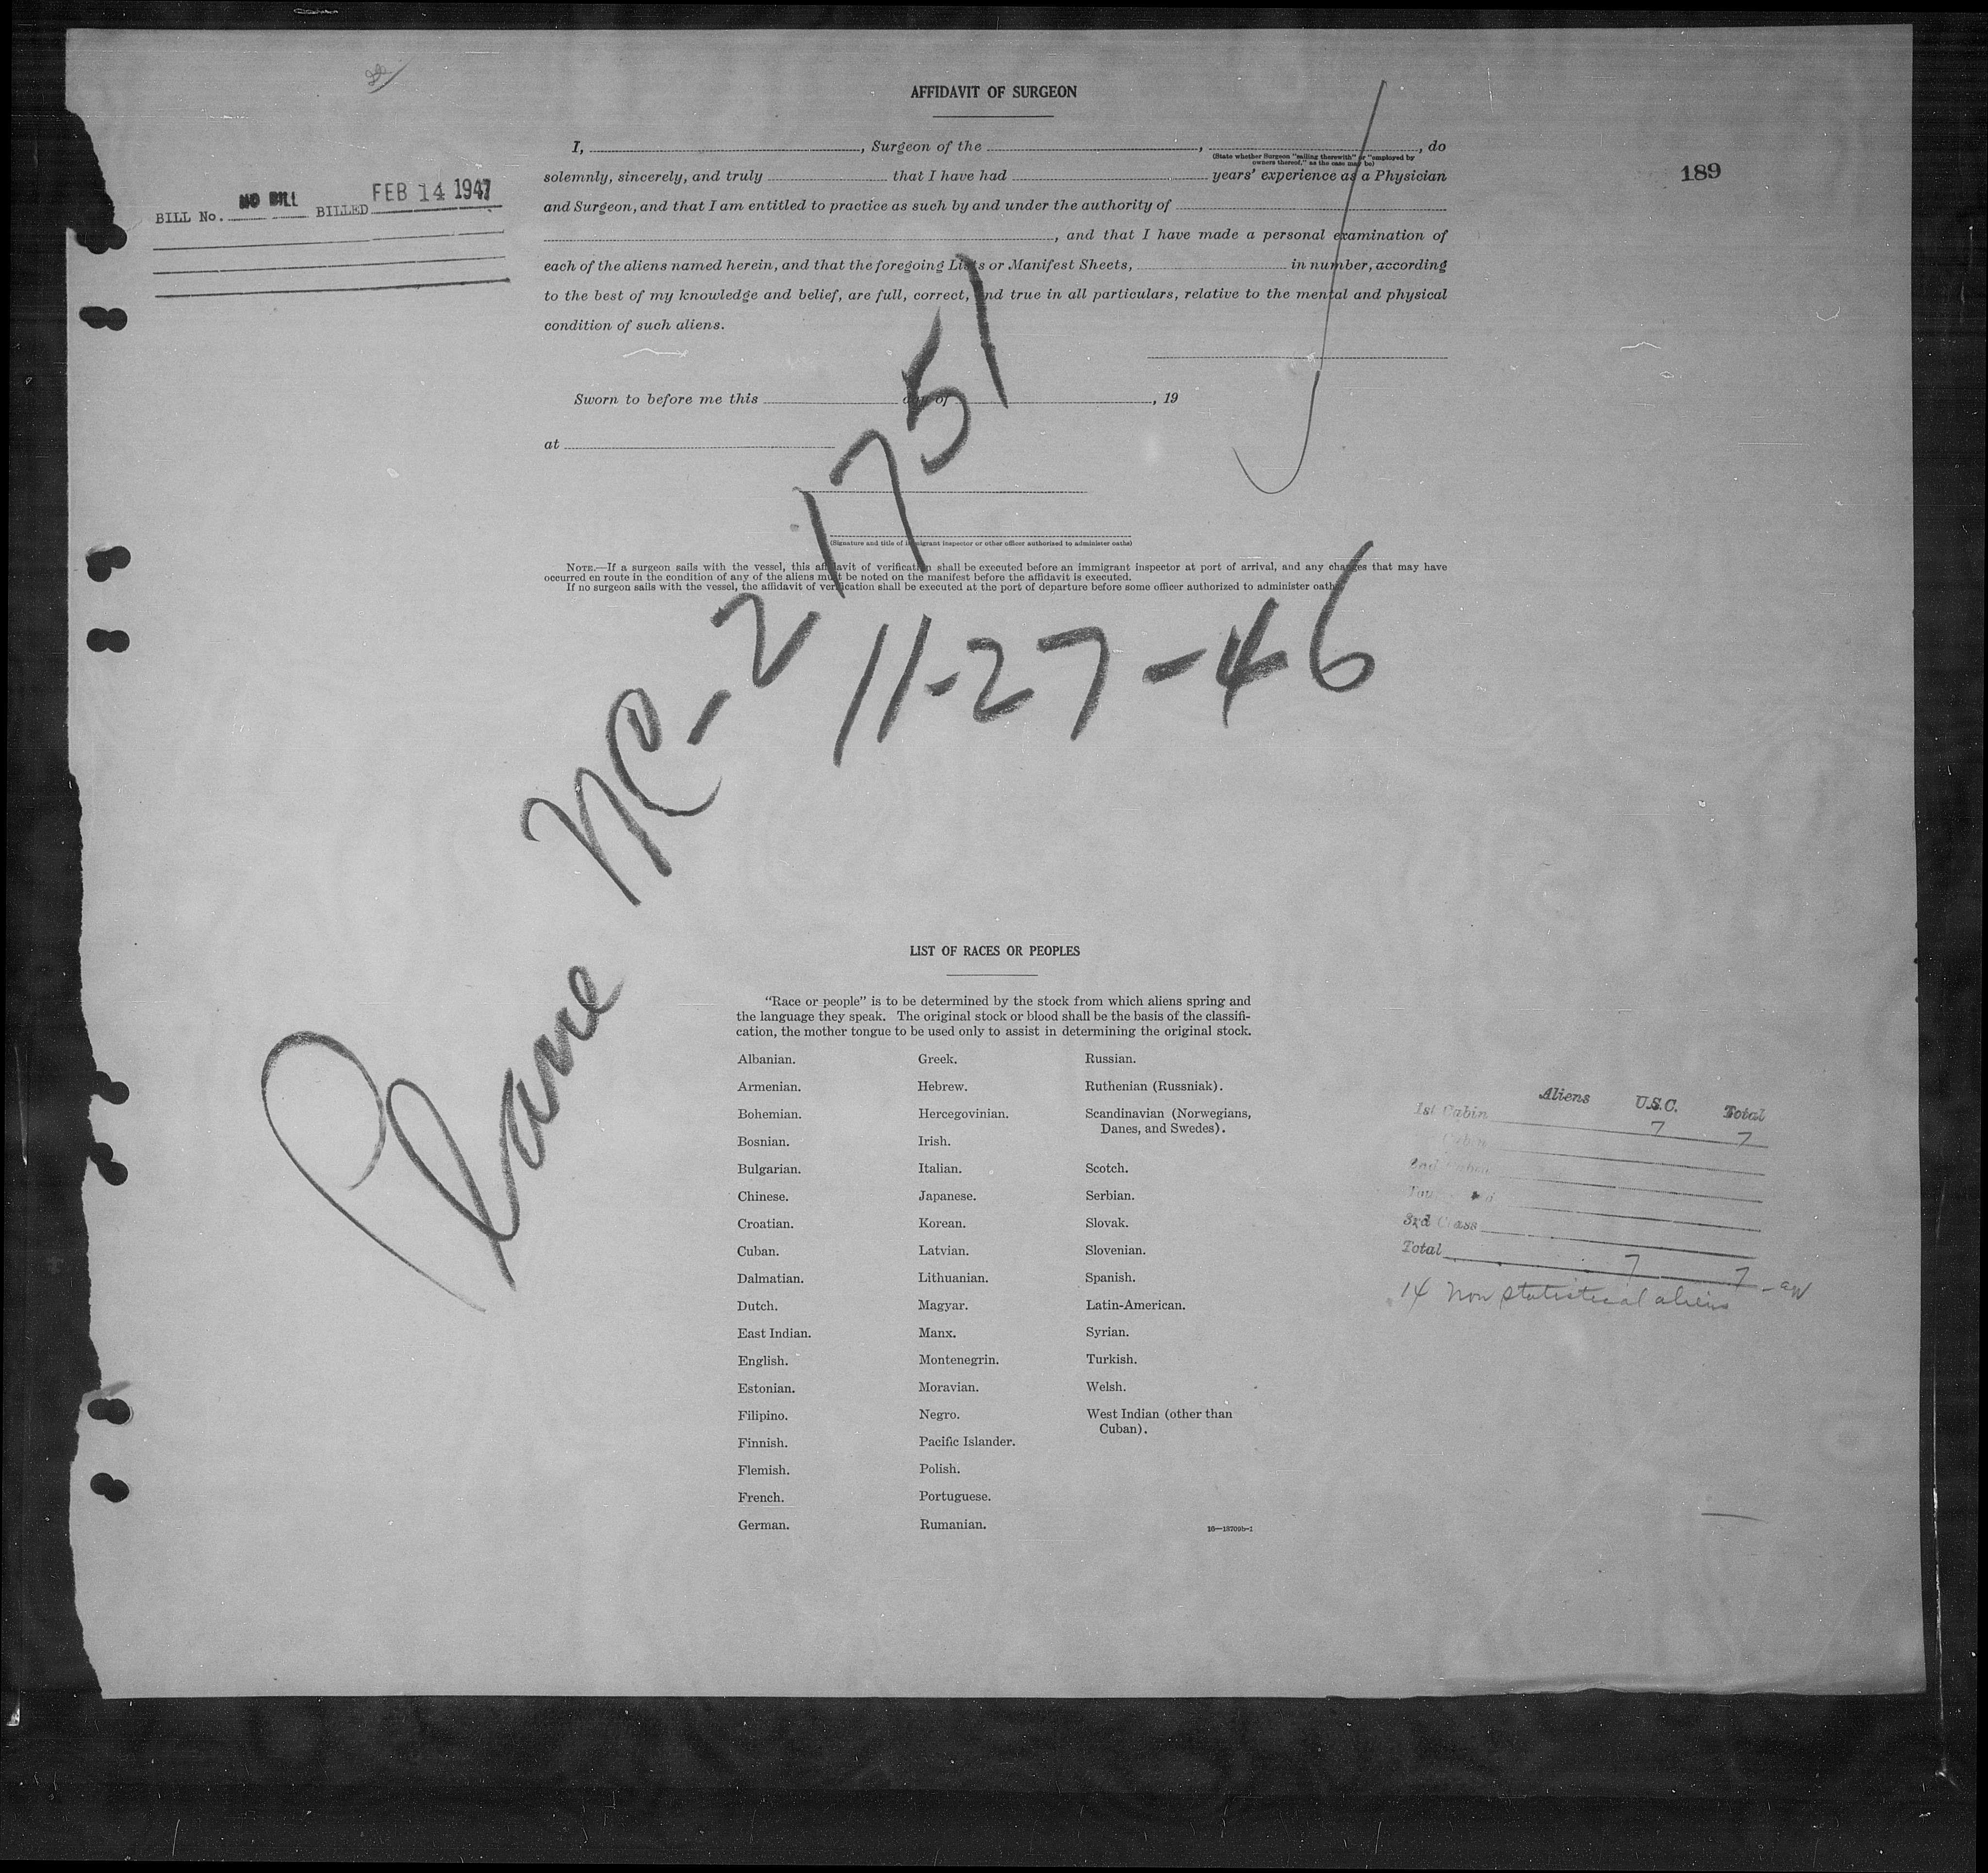 AFFIDAVIT OF SURGEON
189
I, , Surgeon of the , , do
(State whether Surgeon "sailing therewith" or "employed by
owners thereof," as the case may be)
solemnly, sincerely, and truly that I have had years' experience as a Physician
and Surgeon, and that I am entitled to practice as such by and under the authority of
, and that I have made a personal examination of
each of the aliens named herein, and that the foregoing Lists or Manifest Sheets, in number, according
to the best of my knowledge and belief, are full, correct, and true in all particulars, relative to the mental and physical
condition of such aliens.
BILL No. NO BILL BILLED FEB 14 1947
Sworn to before me this day of , 19
at
(Signature and title of immigrant inspector or other officer authorized to administer oaths)
NOTE.—If a surgeon sails with the vessel, this affidavit of verification shall be executed before an immigrant inspector at port of arrival, and any changes that may have
occurred en route in the condition of any of the aliens must be noted on the manifest before the affidavit is executed.
If no surgeon sails with the vessel, the affidavit of verification shall be executed at the port of departure before some officer authorized to administer oaths.
Plane NC-21751
11-27-46
LIST OF RACES OR PEOPLES
"Race or people" is to be determined by the stock from which aliens spring and
the language they speak. The original stock or blood shall be the basis of the classifi-
cation, the mother tongue to be used only to assist in determining the original stock.
Albanian.
Armenian.
Bohemian.
Bosnian.
Bulgarian.
Chinese.
Croatian.
Cuban.
Dalmatian.
Dutch.
East Indian.
English.
Estonian.
Filipino.
Finnish.
Flemish.
French.
German.
Greek.
Hebrew.
Hercegovinian.
Irish.
Italian.
Japanese.
Korean.
Latvian.
Lithuanian.
Magyar.
Manx.
Montenegrin.
Moravian.
Negro.
Pacific Islander.
Polish.
Portuguese.
Rumanian.
Russian.
Ruthenian (Russniak).
Scandinavian (Norwegians,
Danes, and Swedes).
Scotch.
Serbian.
Slovak.
Slovenian.
Spanish.
Latin-American.
Syrian.
Turkish.
Welsh.
West Indian (other than
Cuban).
16—18709b-1
Aliens U.S.C. Total
1st Cabin 7 7
Cabin
2nd Cabin
3rd Class
Total 7 7
14 Non statistical aliens